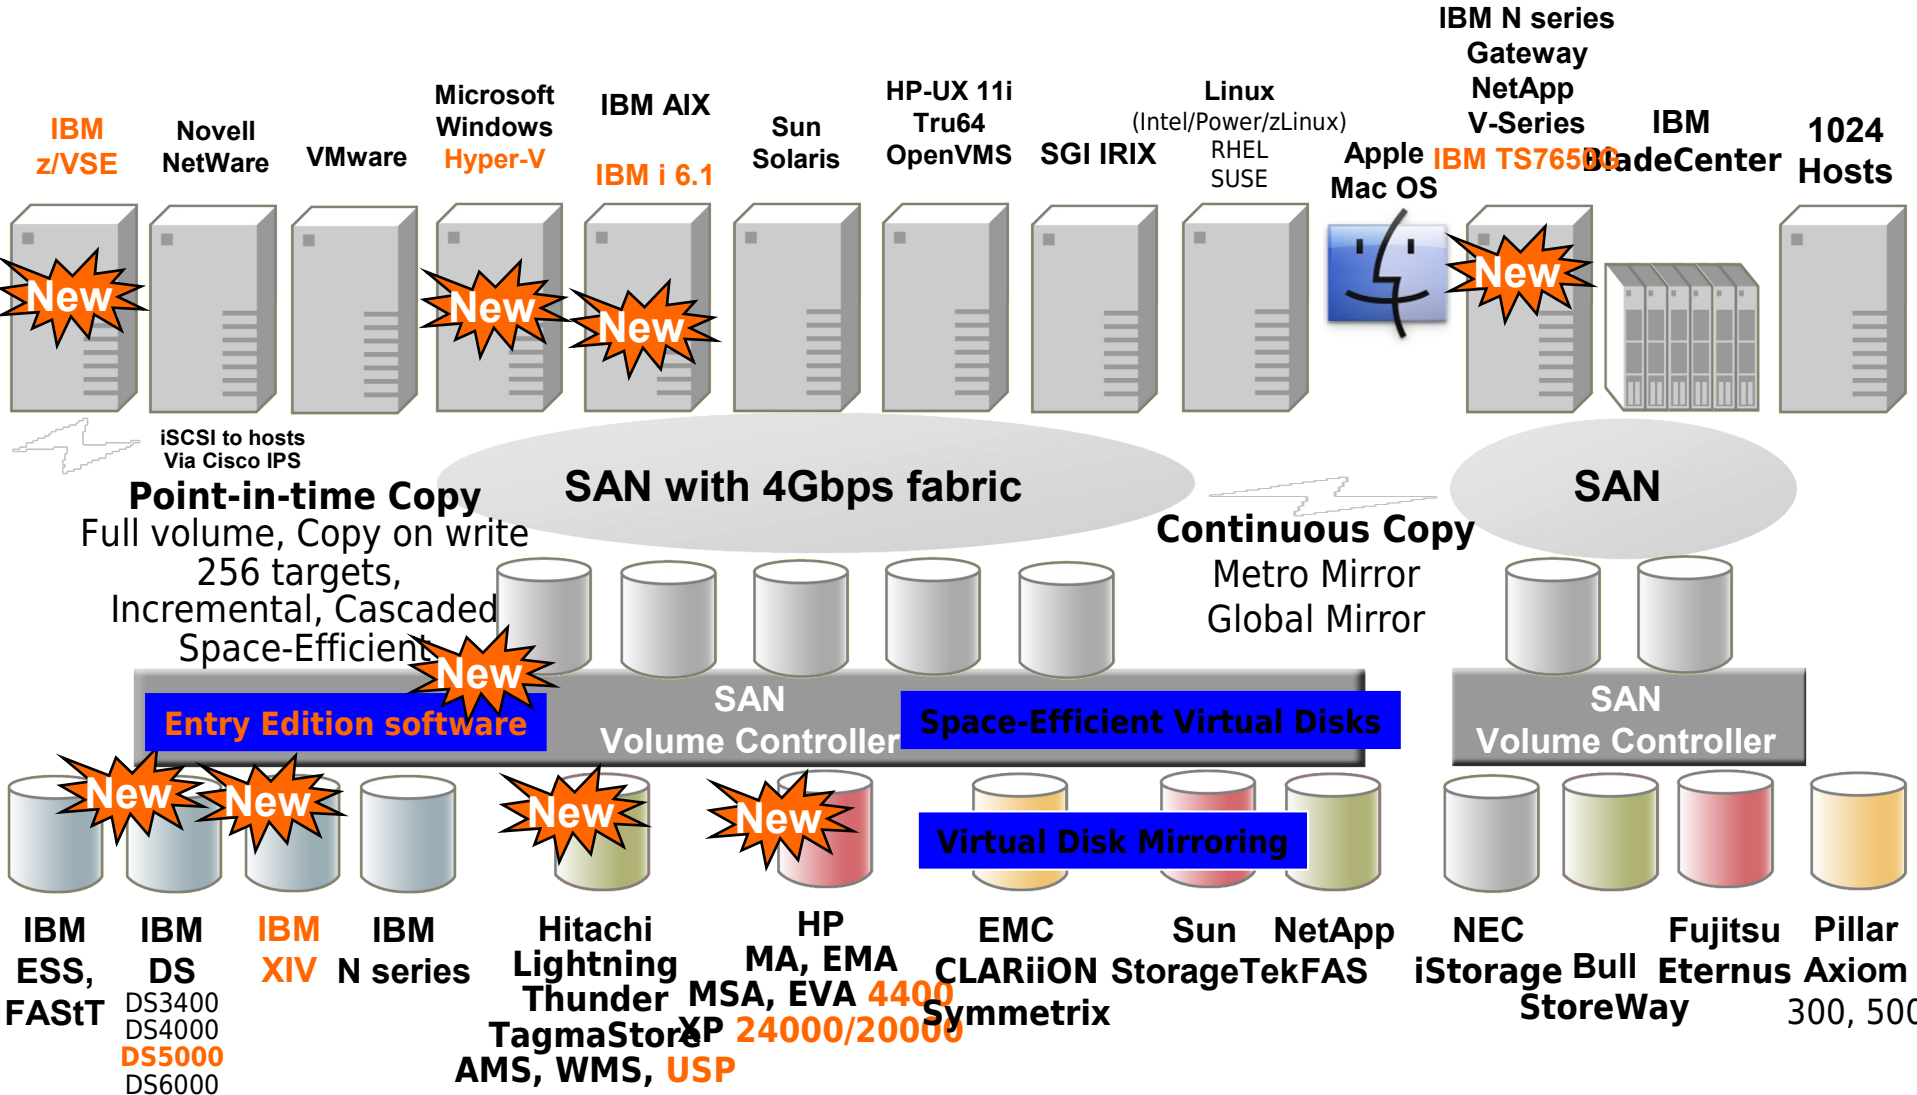 IBM
z/VSE
Novell
NetWare
VMware
Microsoft
Windows
Hyper-V
IBM AIX
IBM i 6.1
Sun
Solaris
HP-UX 11i
Tru64
OpenVMS
SGI IRIX
Linux
(Intel/Power/zLinux)
RHEL
SUSE
Apple
Mac OS
IBM N series
Gateway
NetApp
V-Series
IBM TS7650G
IBM
BladeCenter
1024
Hosts
New
New
New
New
iSCSI to hosts
Via Cisco IPS
Point-in-time Copy
Full volume, Copy on write
256 targets,
Incremental, Cascaded
Space-Efficient
New
SAN with 4Gbps fabric
Continuous Copy
Metro Mirror
Global Mirror
SAN
Entry Edition software
SAN
Volume Controller
Space-Efficient Virtual Disks
SAN
Volume Controller
New
New
New
New
Virtual Disk Mirroring
IBM
ESS,
FAStT
IBM
DS
DS3400
DS4000
DS5000
DS6000
IBM
XIV
IBM
N series
Hitachi
Lightning
Thunder
TagmaStore
AMS, WMS, USP
HP
MA, EMA
MSA, EVA 4400
XP 24000/20000
EMC
CLARiiON
Symmetrix
Sun
StorageTek
NetApp
FAS
NEC
iStorage
Bull
StoreWay
Fujitsu
Eternus
Pillar
Axiom
300, 500